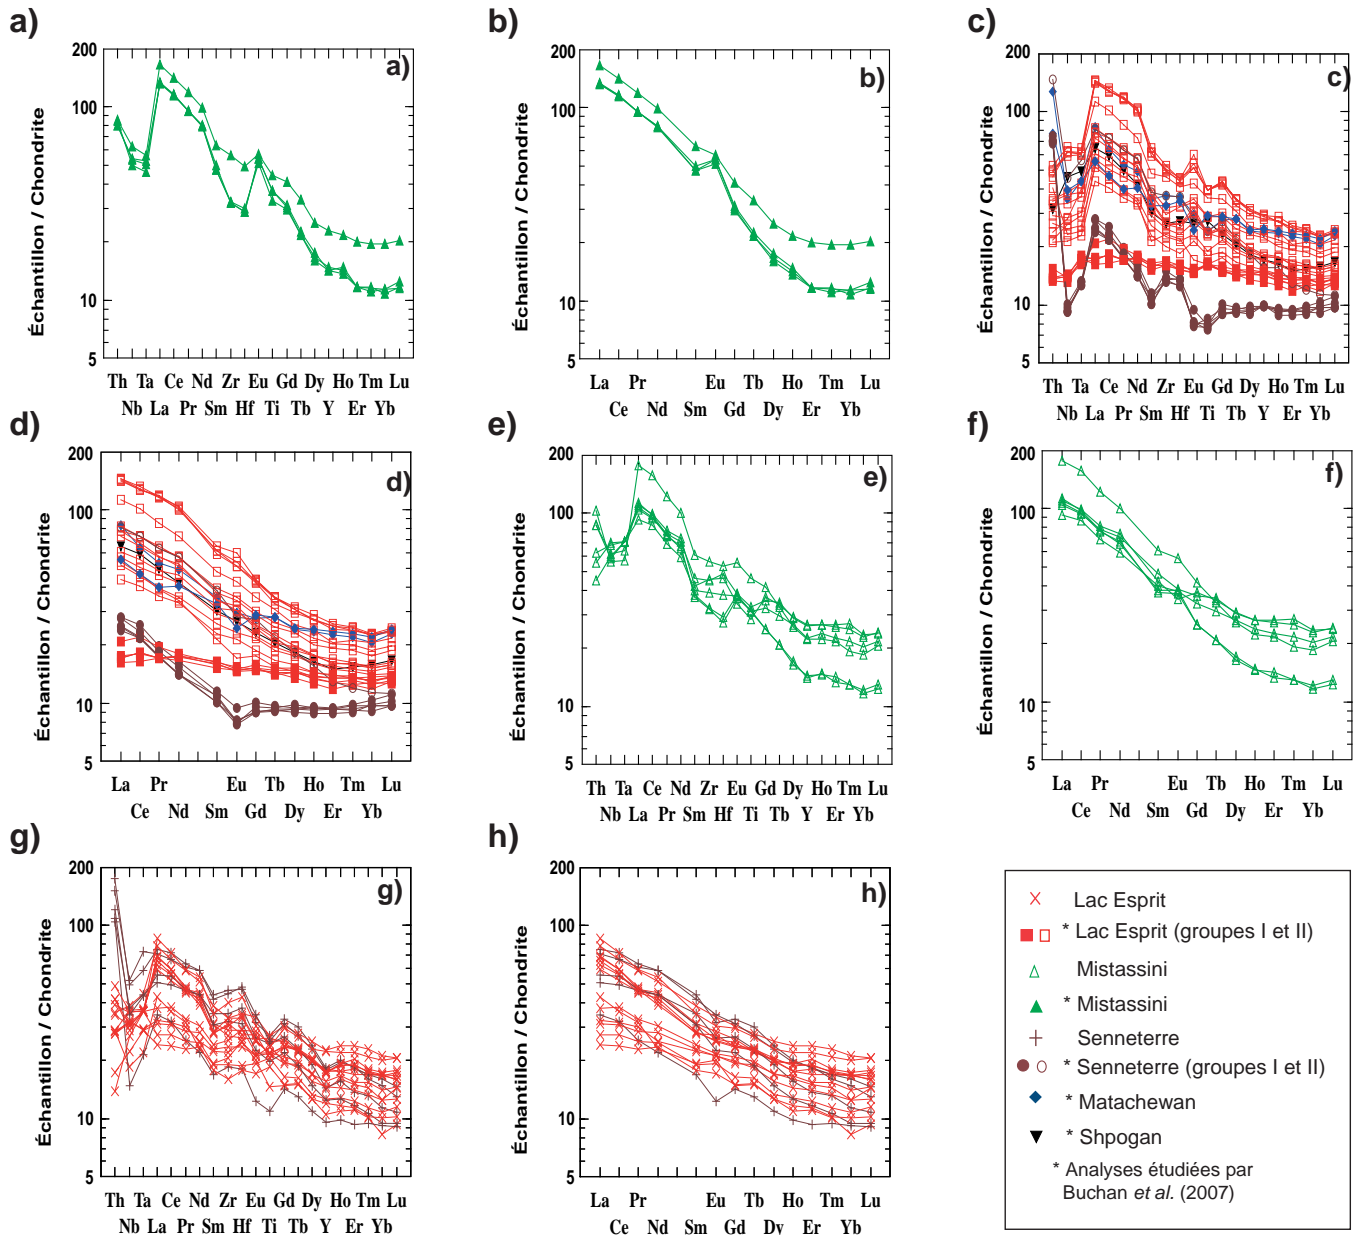 a)
b)
c)
200
a)
100
10
5
Échantillon / Chondrite
Th Ta Ce Nd Zr Eu Gd Dy Ho Tm Lu
Nb La Pr Sm Hf Ti Tb Y Er Yb
200
b)
100
10
5
Échantillon / Chondrite
La Pr Eu Tb Ho Tm Lu
Ce Nd Sm Gd Dy Er Yb
200
c)
100
10
5
Échantillon / Chondrite
Th Ta Ce Nd Zr Eu Gd Dy Ho Tm Lu
Nb La Pr Sm Hf Ti Tb Y Er Yb
d)
e)
f)
200
d)
100
10
5
Échantillon / Chondrite
La Pr Eu Tb Ho Tm Lu
Ce Nd Sm Gd Dy Er Yb
200
e)
100
10
5
Échantillon / Chondrite
Th Ta Ce Nd Zr Eu Gd Dy Ho Tm Lu
Nb La Pr Sm Hf Ti Tb Y Er Yb
200
f)
100
10
5
Échantillon / Chondrite
La Pr Eu Tb Ho Tm Lu
Ce Nd Sm Gd Dy Er Yb
g)
h)
200
g)
100
10
5
Échantillon / Chondrite
Th Ta Ce Nd Zr Eu Gd Dy Ho Tm Lu
Nb La Pr Sm Hf Ti Tb Y Er Yb
200
h)
100
10
5
Échantillon / Chondrite
La Pr Eu Tb Ho Tm Lu
Ce Nd Sm Gd Dy Er Yb
Lac Esprit
* Lac Esprit (groupes I et II)
Mistassini
* Mistassini
Senneterre
* Senneterre (groupes I et II)
* Matachewan
* Shpogan
* Analyses étudiées par
Buchan et al. (2007)